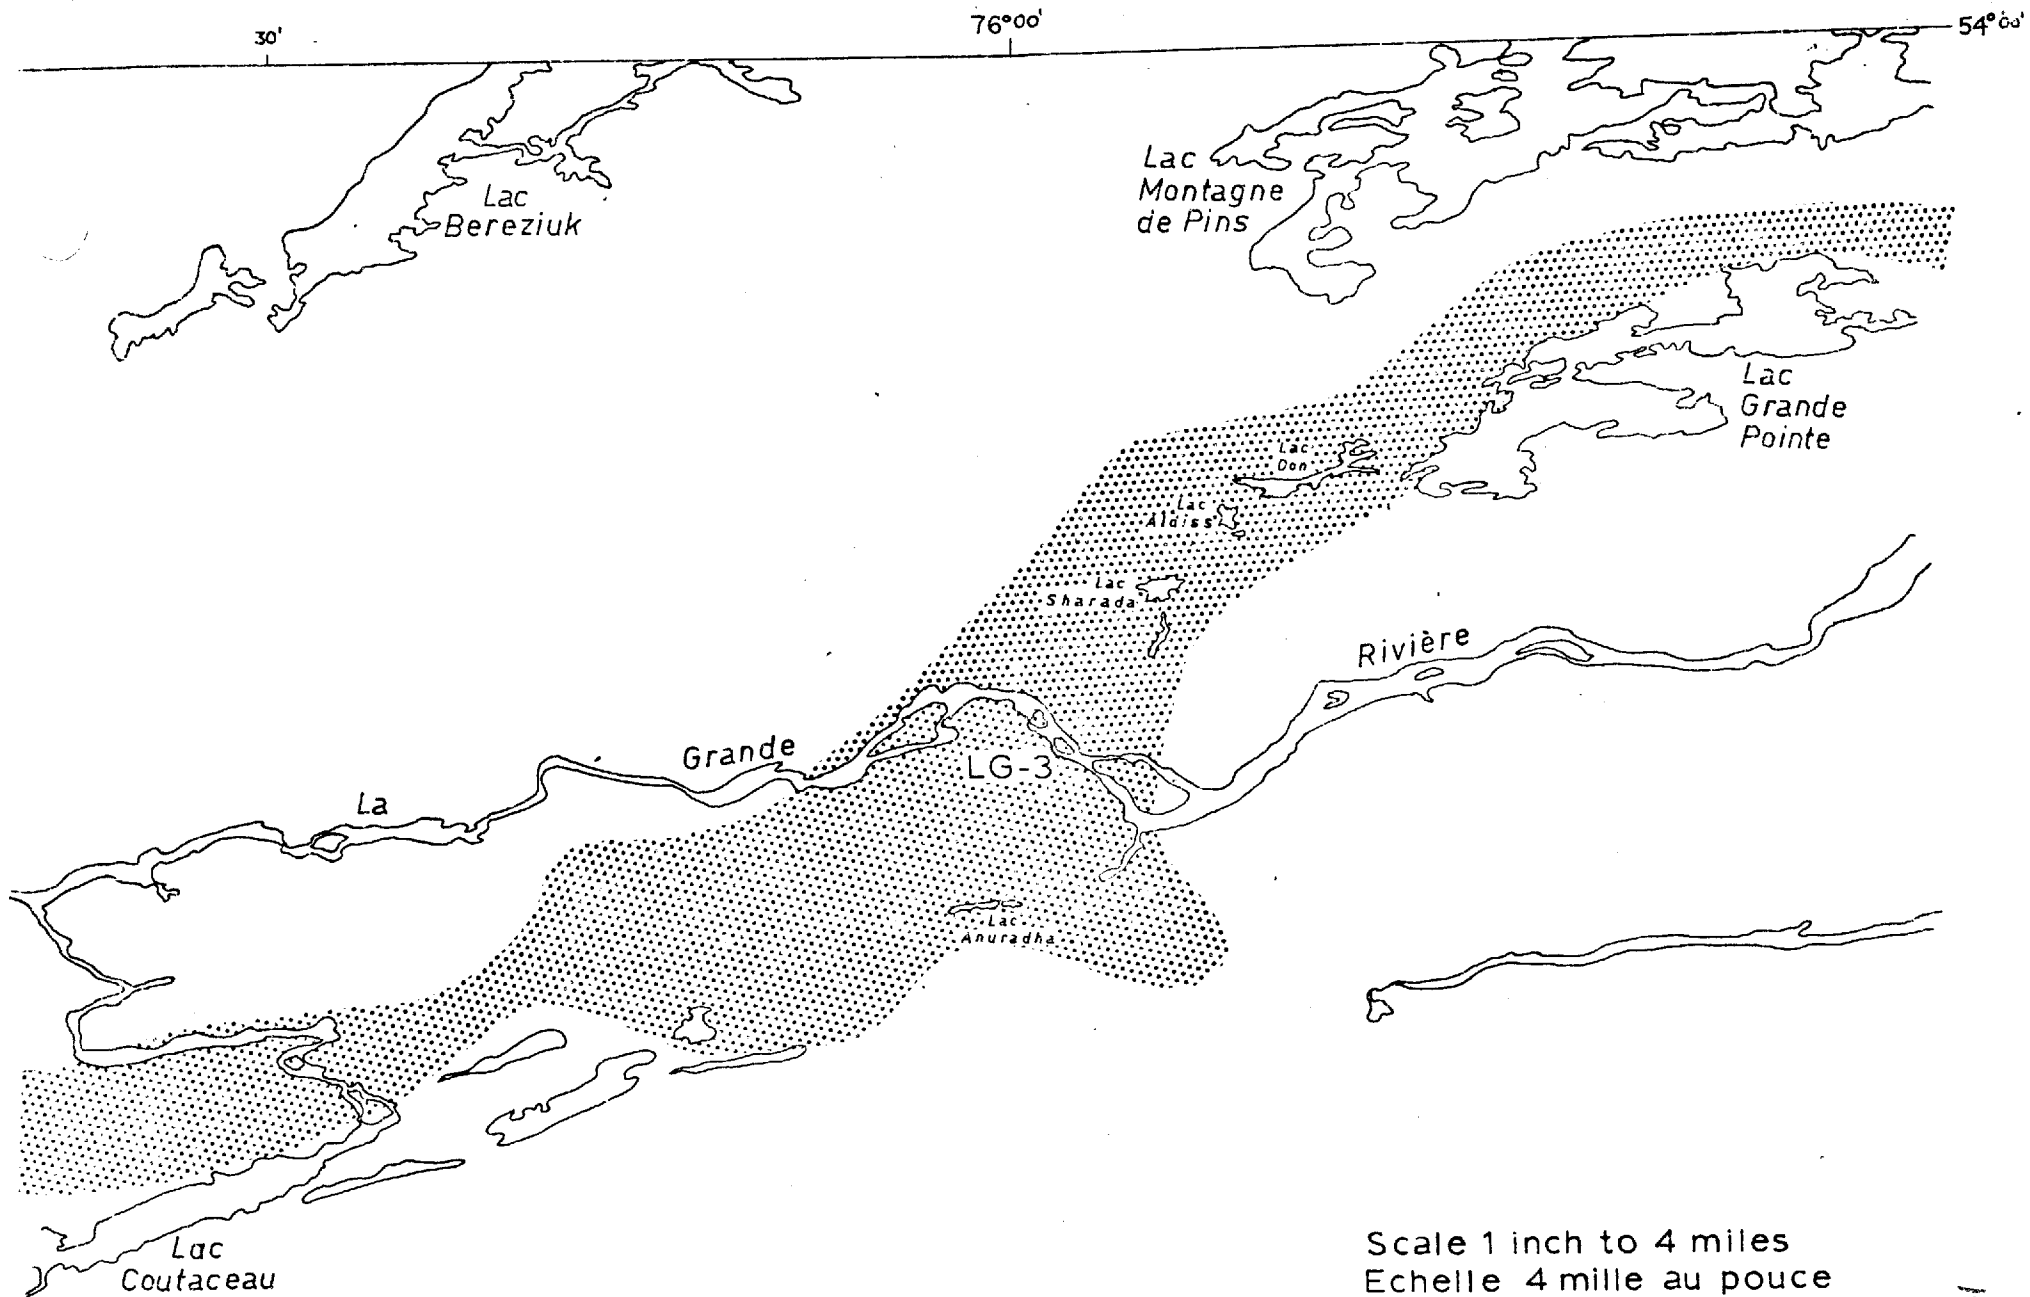 30'
76°00'
54°00'
Lac
Bereziuk
Lac
Montagne
de Pins
Lac
Grande
Pointe
Lac
Don
Lac
Aldiss
Lac
Sharada
Rivière
Grande
LG-3
La
Lac
Anuradha
Lac
Coutaceau
Scale 1 inch to 4 miles
Echelle 4 mille au pouce